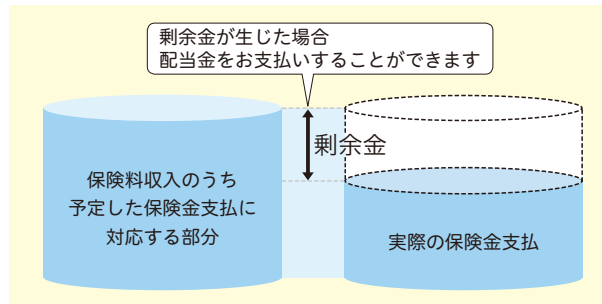 剰余金が生じた場合
配当金をお支払いすることができます
剰余金
保険料収入のうち
予定した保険金支払に
対応する部分
実際の保険金支払